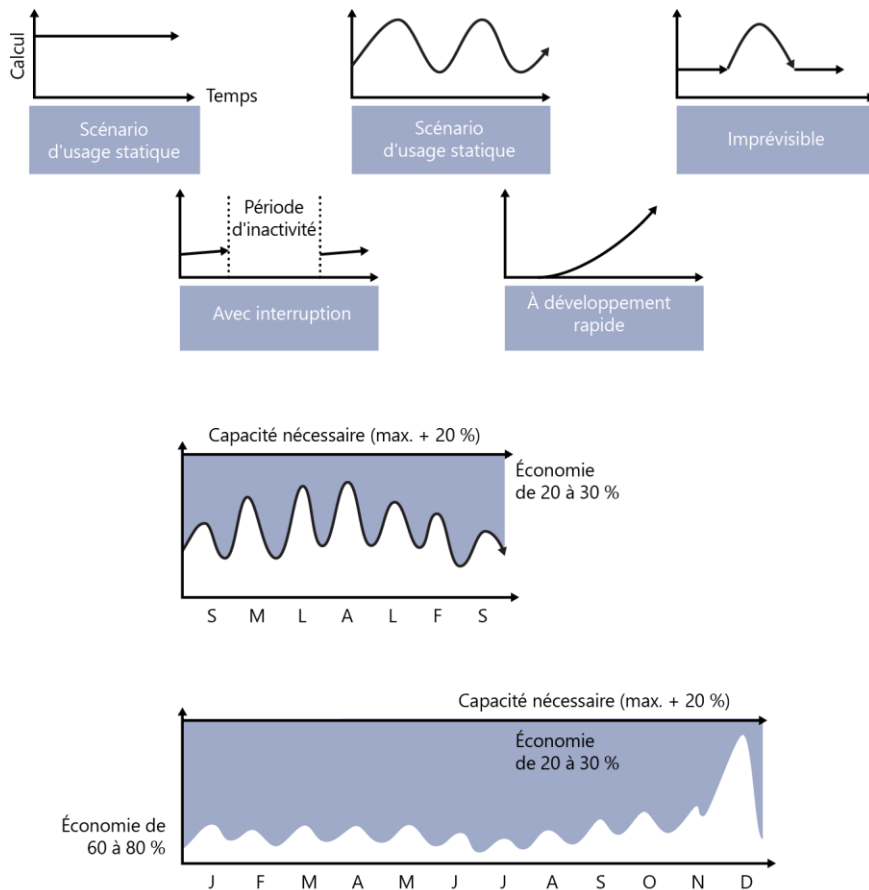 Calcul
Temps
Scénario
d'usage statique
Scénario
d'usage statique
Imprévisible
Période
d'inactivité
Avec interruption
À développement
rapide
Capacité nécessaire (max. + 20 %)
Économie
de 20 à 30 %
S M L A L F S
Capacité nécessaire (max. + 20 %)
Économie
de 20 à 30 %
Économie de
60 à 80 %
J F M A M J J A S O N D